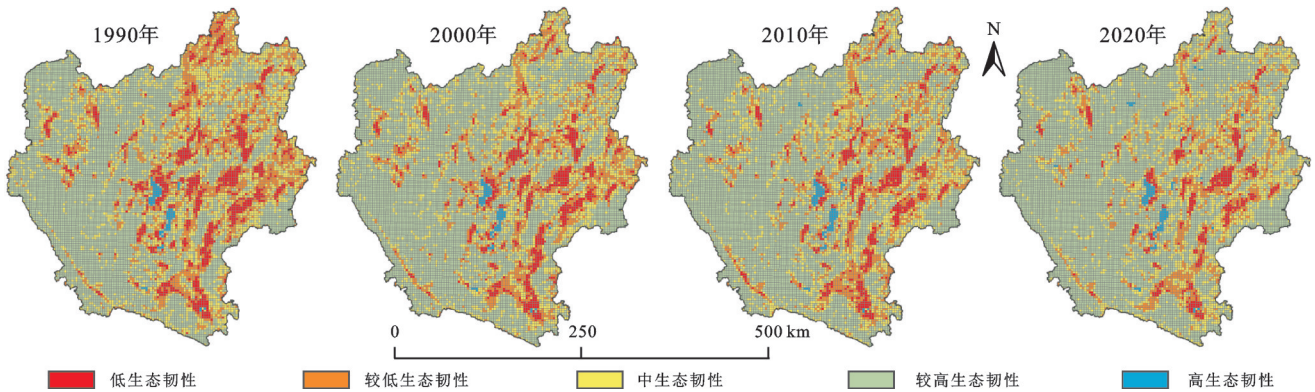 1990年
2000年
2010年
2020年
N
0 250 500 km
低生态韧性 较低生态韧性 中生态韧性 较高生态韧性 高生态韧性